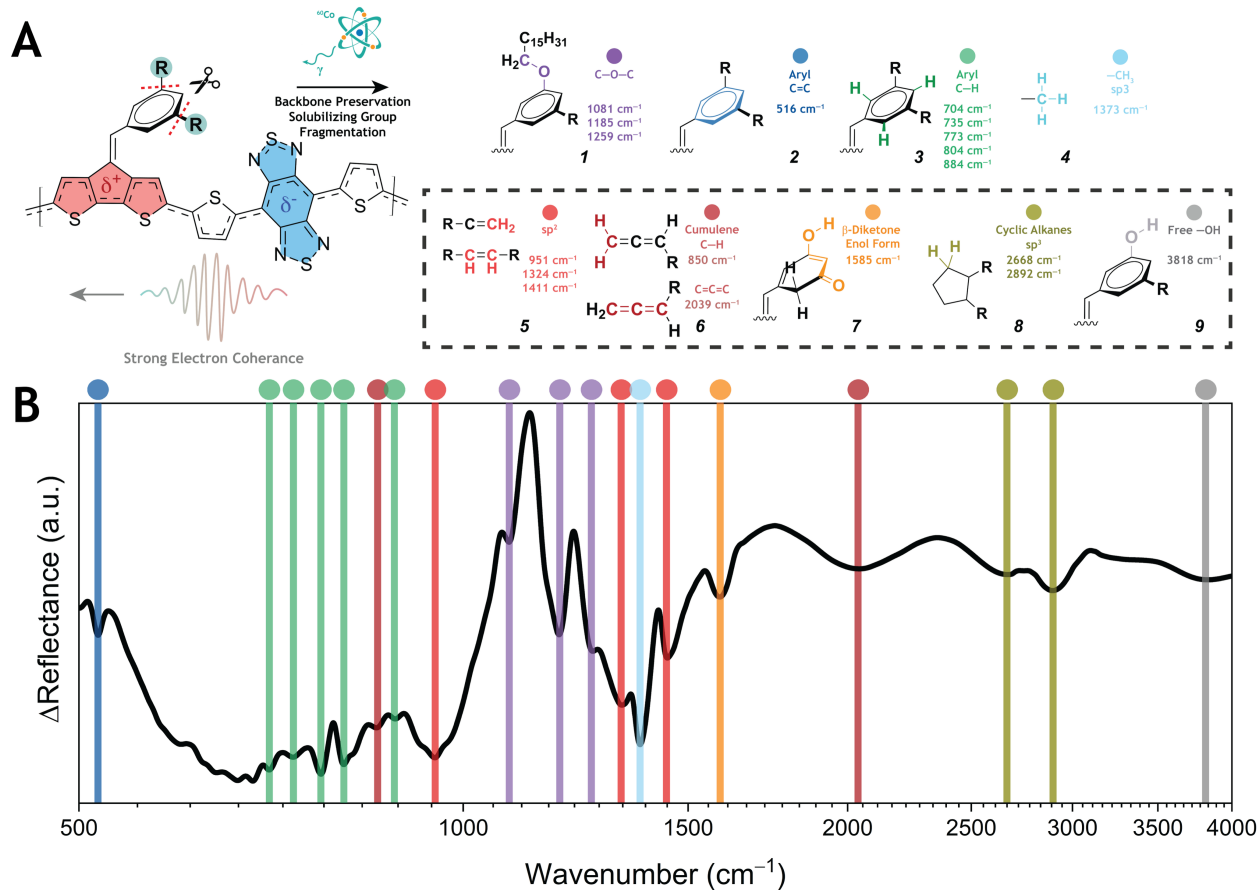 A
⁶⁰Co
γ
Backbone Preservation
Solubilizing Group
Fragmentation
R
R
δ⁺
S
S
S
N
S
N
δ⁻
N
S
N
S
Strong Electron Coherance
C₁₅H₃₁
H₂C
O
R
C−O−C
1081 cm⁻¹
1185 cm⁻¹
1259 cm⁻¹
1
R
R
Aryl
C=C
516 cm⁻¹
2
R
H
H
R
H
Aryl
C−H
704 cm⁻¹
735 cm⁻¹
773 cm⁻¹
804 cm⁻¹
884 cm⁻¹
3
H
C−H
H
−CH₃
sp3
1373 cm⁻¹
4
R−C=CH₂
R−C=C−R
H H
sp²
951 cm⁻¹
1324 cm⁻¹
1411 cm⁻¹
5
H H
C=C=C
H R
Cumulene
C−H
850 cm⁻¹
R
H₂C=C=C
H
C=C=C
2039 cm⁻¹
6
O−H
H
O
H
β-Diketone
Enol Form
1585 cm⁻¹
7
H H
R
R
Cyclic Alkanes
sp³
2668 cm⁻¹
2892 cm⁻¹
8
O−H
R
Free −OH
3818 cm⁻¹
9
B
ΔReflectance (a.u.)
500 1000 1500 2000 2500 3000 3500 4000
Wavenumber (cm⁻¹)